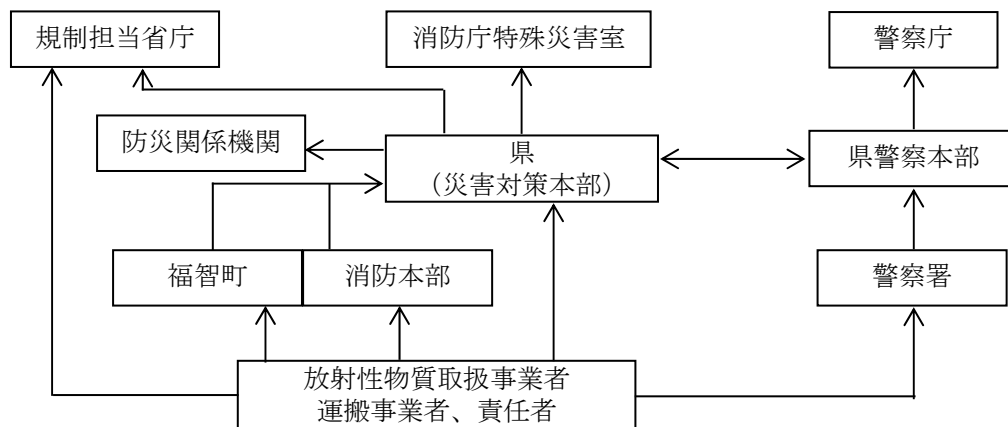 規制担当省庁
消防庁特殊災害室
警察庁
防災関係機関
県
（災害対策本部）
県警察本部
福智町
消防本部
警察署
放射性物質取扱事業者
運搬事業者、責任者